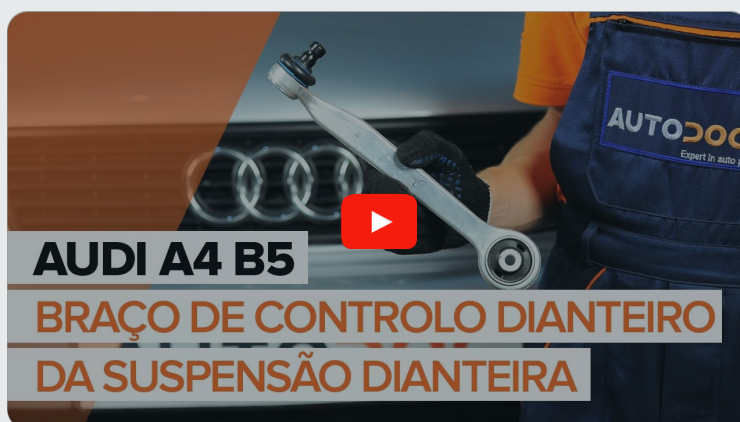 AUTODOC
Expert in auto
AUDI A4 B5
BRAÇO DE CONTROLO DIANTEIRO
DA SUSPENSÃO DIANTEIRA